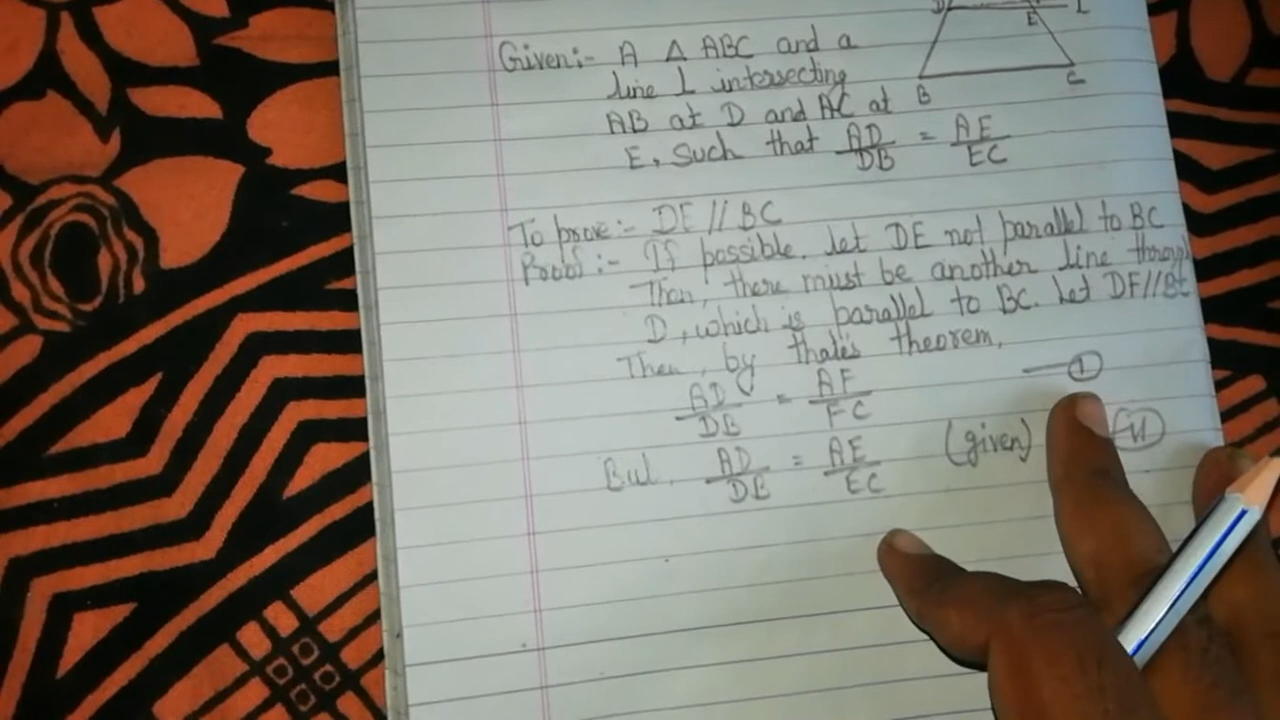 D E L
Given:- A △ ABC and a
line L intersecting
AB at D and AC at B C
E, Such that AD/DB = AE/EC
To prove:- DE // BC
Proof:- If possible. let DE not parallel to BC
Then, there must be another line through
D, which is parallel to BC. Let DF//BC
Then, by thale's theorem,
AD/DB = AF/FC —①
But, AD/DB = AE/EC (given) —(II)